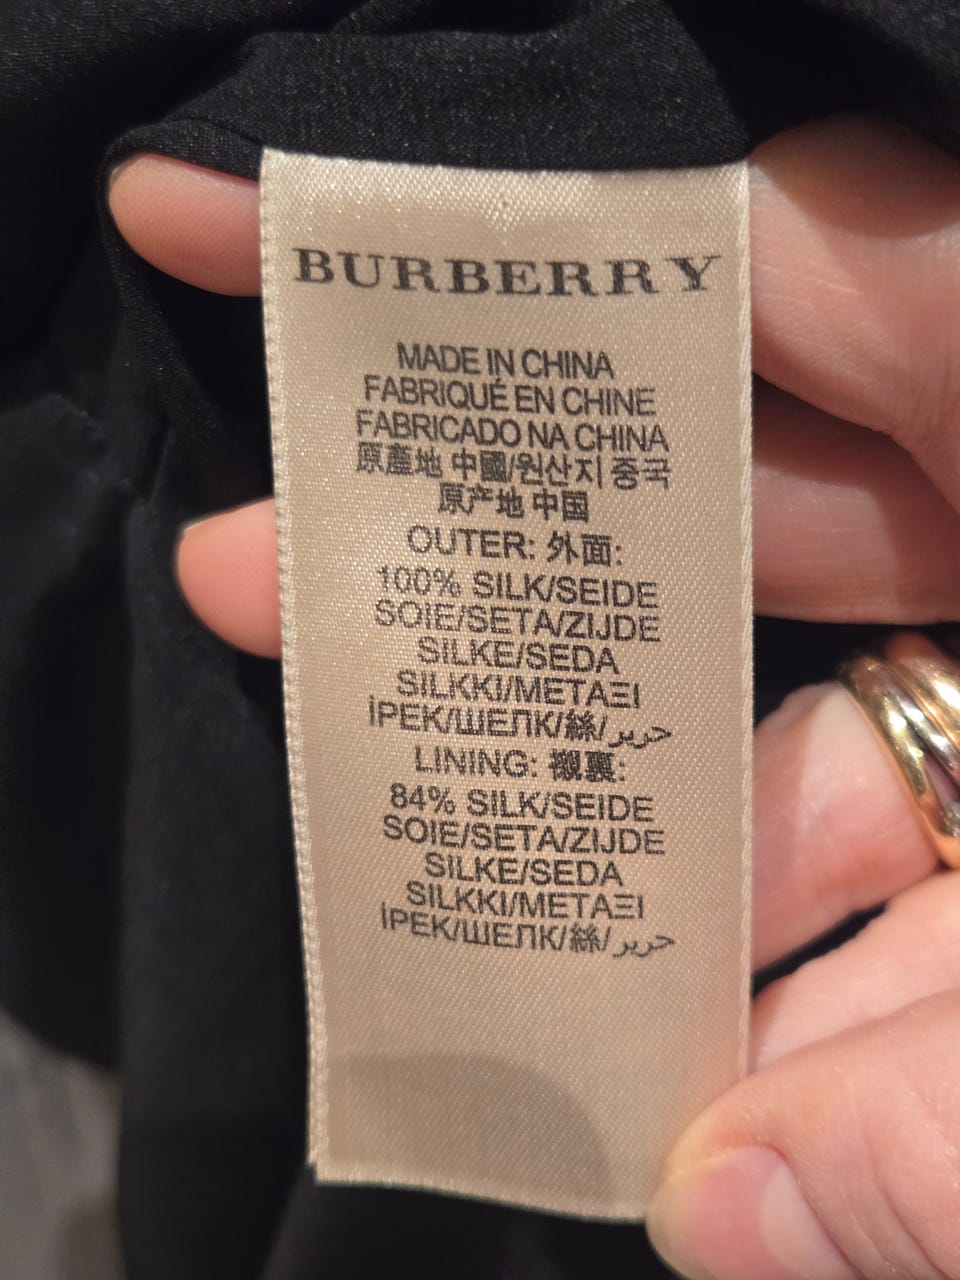 BURBERRY
MADE IN CHINA
FABRIQUÉ EN CHINE
FABRICADO NA CHINA
原產地 中國/원산지 중국
原产地 中国
OUTER: 外面:
100% SILK/SEIDE
SOIE/SETA/ZIJDE
SILKE/SEDA
SILKKI/ΜΕΤΑΞΙ
İPEK/ШЕЛК/絲/حرير
LINING: 襯裏:
84% SILK/SEIDE
SOIE/SETA/ZIJDE
SILKE/SEDA
SILKKI/ΜΕΤΑΞΙ
İPEK/ШЕЛК/絲/حرير